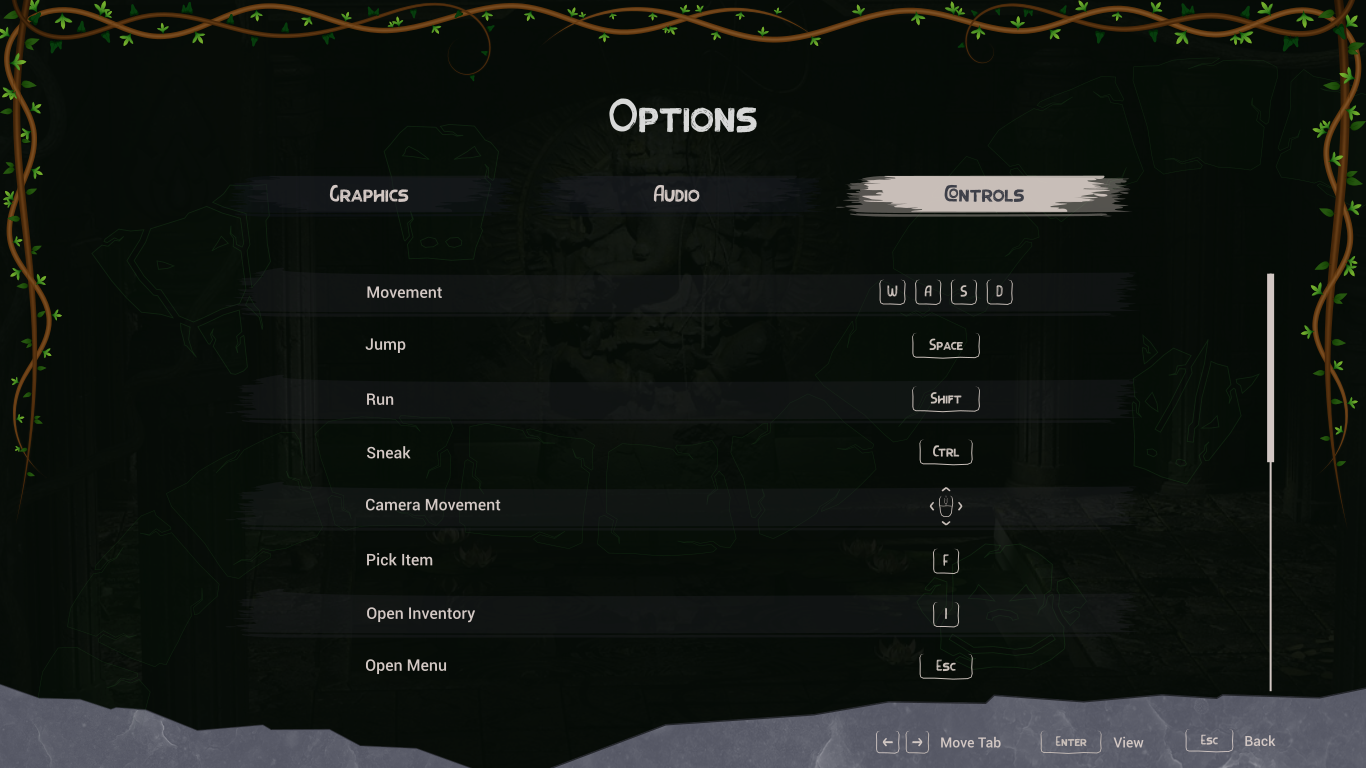 Options
Graphics Audio Controls
Movement W A S D
Jump Space
Run Shift
Sneak Ctrl
Camera Movement
Pick Item F
Open Inventory I
Open Menu Esc
← → Move Tab Enter View Esc Back